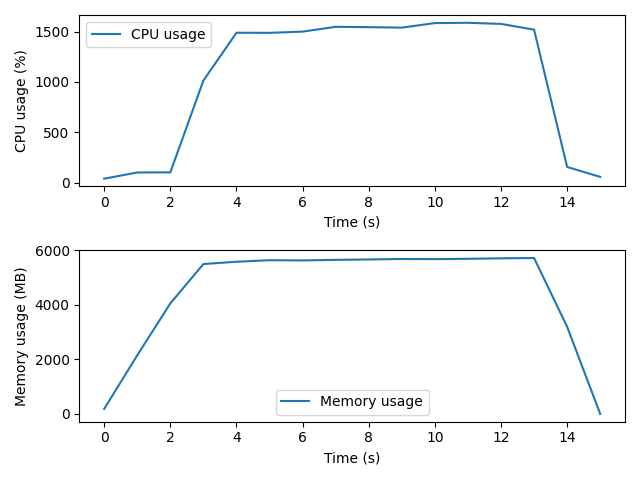 CPU usage (%)
1500
1000
500
0
CPU usage
0 2 4 6 8 10 12 14
Time (s)
Memory usage (MB)
6000
4000
2000
0
Memory usage
0 2 4 6 8 10 12 14
Time (s)